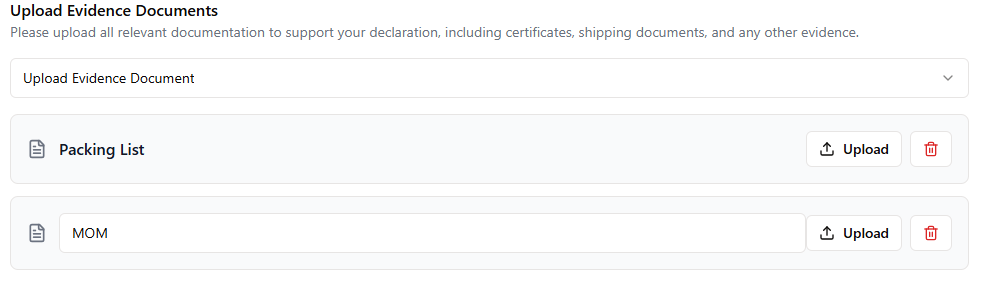 Upload Evidence Documents
Please upload all relevant documentation to support your declaration, including certificates, shipping documents, and any other evidence.
Upload Evidence Document
Packing List Upload
MOM Upload